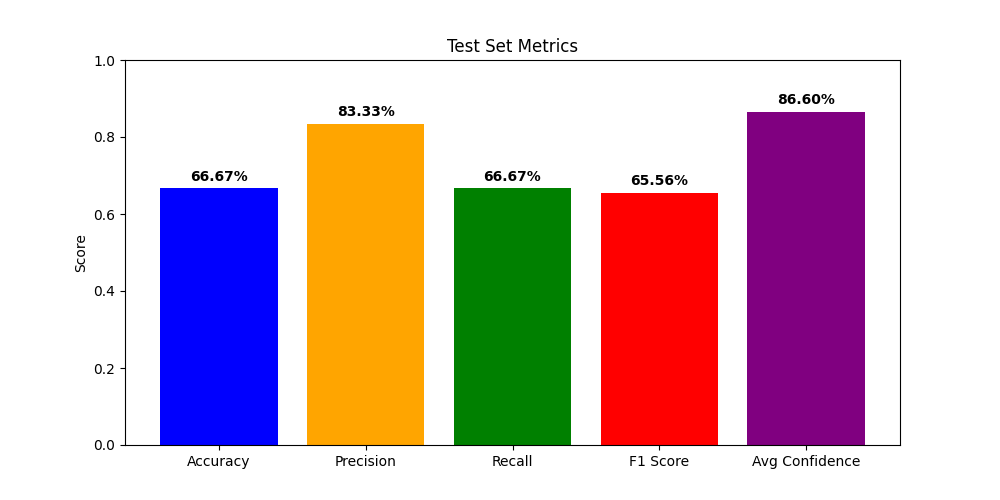 Test Set Metrics
Score
1.0
0.8
0.6
0.4
0.2
0.0
66.67%
83.33%
66.67%
65.56%
86.60%
Accuracy
Precision
Recall
F1 Score
Avg Confidence